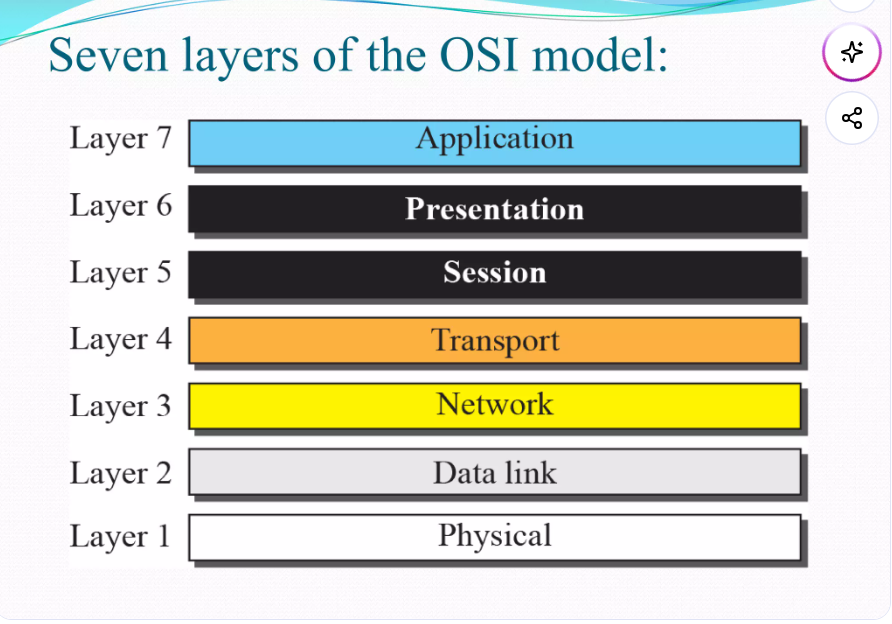 Seven layers of the OSI model:
Layer 7 Application
Layer 6 Presentation
Layer 5 Session
Layer 4 Transport
Layer 3 Network
Layer 2 Data link
Layer 1 Physical